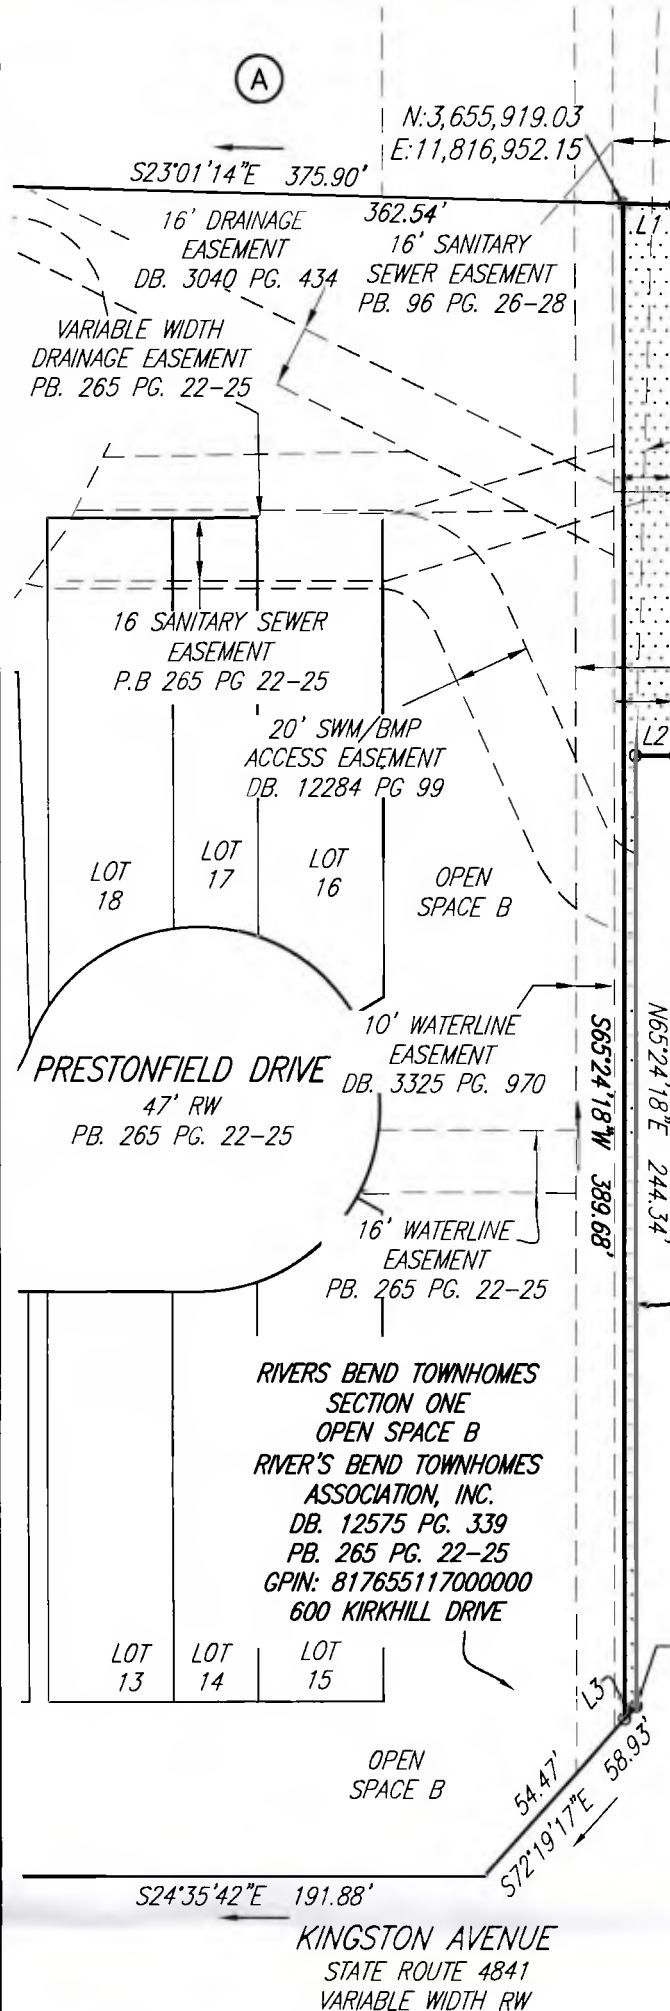 A
N:3,655,919.03
E:11,816,952.15
S23°01'14"E 375.90'
362.54'
L1
16' DRAINAGE
EASEMENT
DB. 3040 PG. 434
16' SANITARY
SEWER EASEMENT
PB. 96 PG. 26-28
VARIABLE WIDTH
DRAINAGE EASEMENT
PB. 265 PG. 22-25
16 SANITARY SEWER
EASEMENT
P.B 265 PG 22-25
20' SWM/BMP
ACCESS EASEMENT
DB. 12284 PG 99
L2
LOT
18
LOT
17
LOT
16
OPEN
SPACE B
10' WATERLINE
EASEMENT
DB. 3325 PG. 970
S65°24'18"W 389.68'
N65°24'18"E 244.34'
PRESTONFIELD DRIVE
47' RW
PB. 265 PG. 22-25
16' WATERLINE
EASEMENT
PB. 265 PG. 22-25
RIVERS BEND TOWNHOMES
SECTION ONE
OPEN SPACE B
RIVER'S BEND TOWNHOMES
ASSOCIATION, INC.
DB. 12575 PG. 339
PB. 265 PG. 22-25
GPIN: 817655117000000
600 KIRKHILL DRIVE
LOT
13
LOT
14
LOT
15
L3
OPEN
SPACE B
54.47'
S72°19'17"E 58.93'
S24°35'42"E 191.88'
KINGSTON AVENUE
STATE ROUTE 4841
VARIABLE WIDTH RW